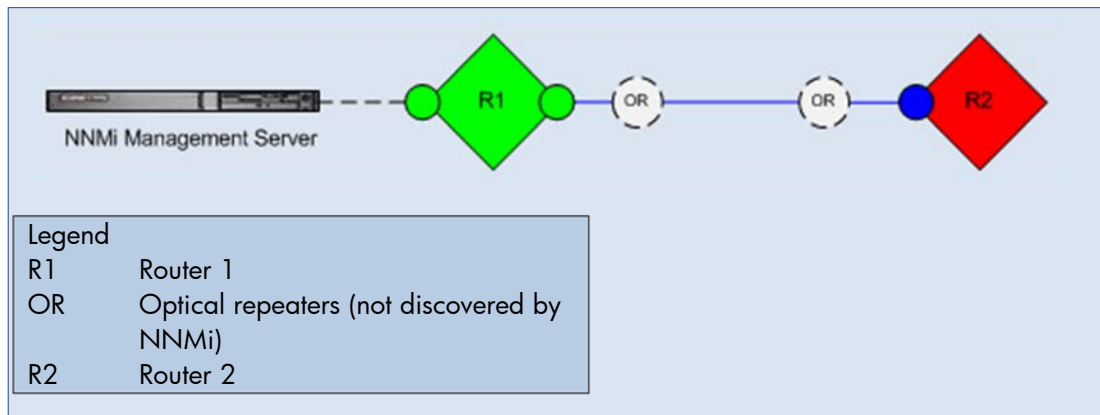 R1
OR
OR
R2
NNMi Management Server
Legend
R1 Router 1
OR Optical repeaters (not discovered by
NNMi)
R2 Router 2